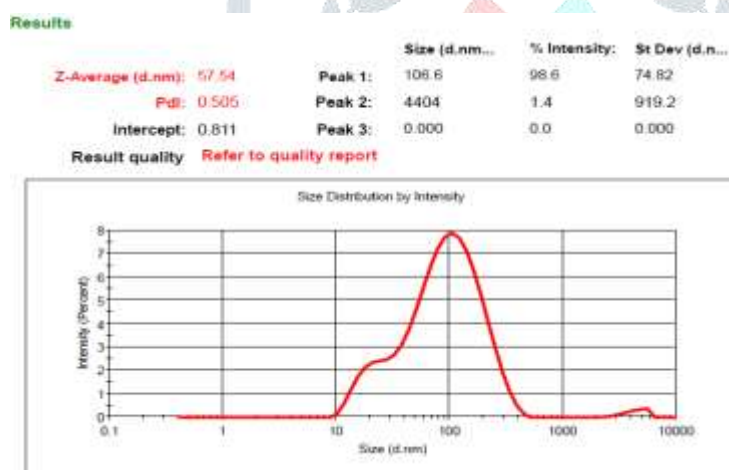 Results
Size (d.nm... % Intensity: St Dev (d.n...
Z-Average (d.nm): 57.54 Peak 1: 106.6 98.6 74.82
PdI: 0.505 Peak 2: 4404 1.4 919.2
Intercept: 0.811 Peak 3: 0.000 0.0 0.000
Result quality Refer to quality report
Size Distribution by Intensity
Intensity (Percent)
8
7
6
5
4
3
2
1
0
0.1 1 10 100 1000 10000
Size (d.nm)